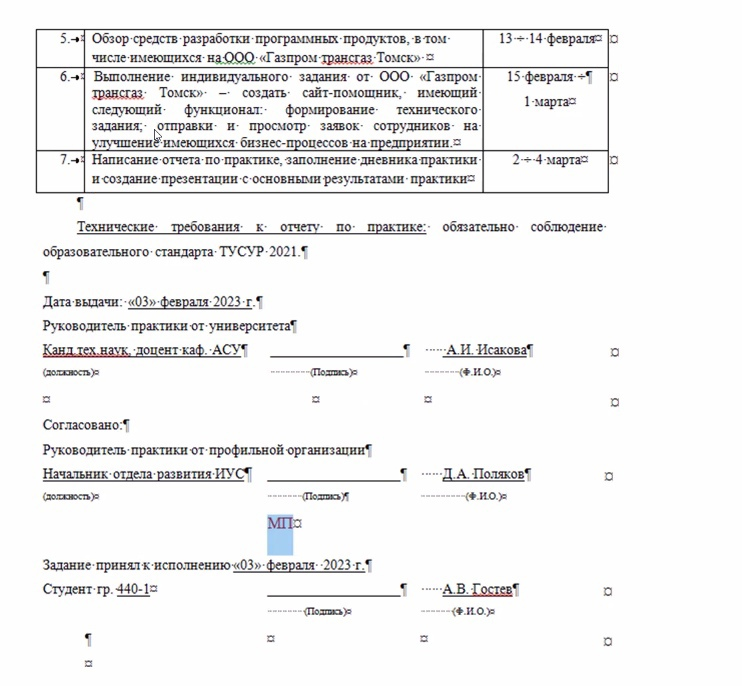 5. Обзор средств разработки программных продуктов, в том 13 ÷ 14 февраля
числе имеющихся на ООО «Газпром трансгаз Томск»
6. Выполнение индивидуального задания от ООО «Газпром 15 февраля ÷
трансгаз Томск» – создать сайт-помощник, имеющий 1 марта
следующий функционал: формирование технического
задания; отправки и просмотр заявок сотрудников на
улучшение имеющихся бизнес-процессов на предприятии.
7. Написание отчета по практике, заполнение дневника практики 2 ÷ 4 марта
и создание презентации с основными результатами практики
Технические требования к отчету по практике: обязательно соблюдение
образовательного стандарта ТУСУР 2021.
Дата выдачи: «03» февраля 2023 г.
Руководитель практики от университета
Канд.тех.наук, доцент каф. АСУ А.И. Исакова
(должность) (Подпись) (Ф.И.О.)
Согласовано:
Руководитель практики от профильной организации
Начальник отдела развития ИУС Д.А. Поляков
(должность) (Подпись) (Ф.И.О.)
МП
Задание принял к исполнению «03» февраля 2023 г.
Студент гр. 440-1 А.В. Гостев
(Подпись) (Ф.И.О.)